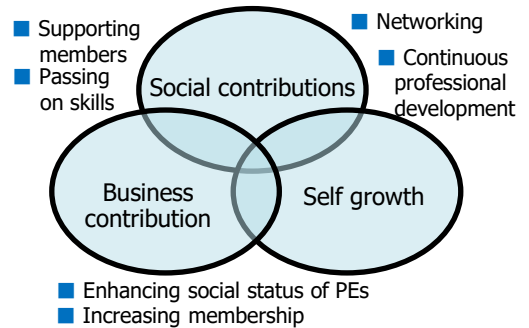 Supporting
members
Passing
on skills
Networking
Continuous
professional
development
Social contributions
Business
contribution
Self growth
Enhancing social status of PEs
Increasing membership